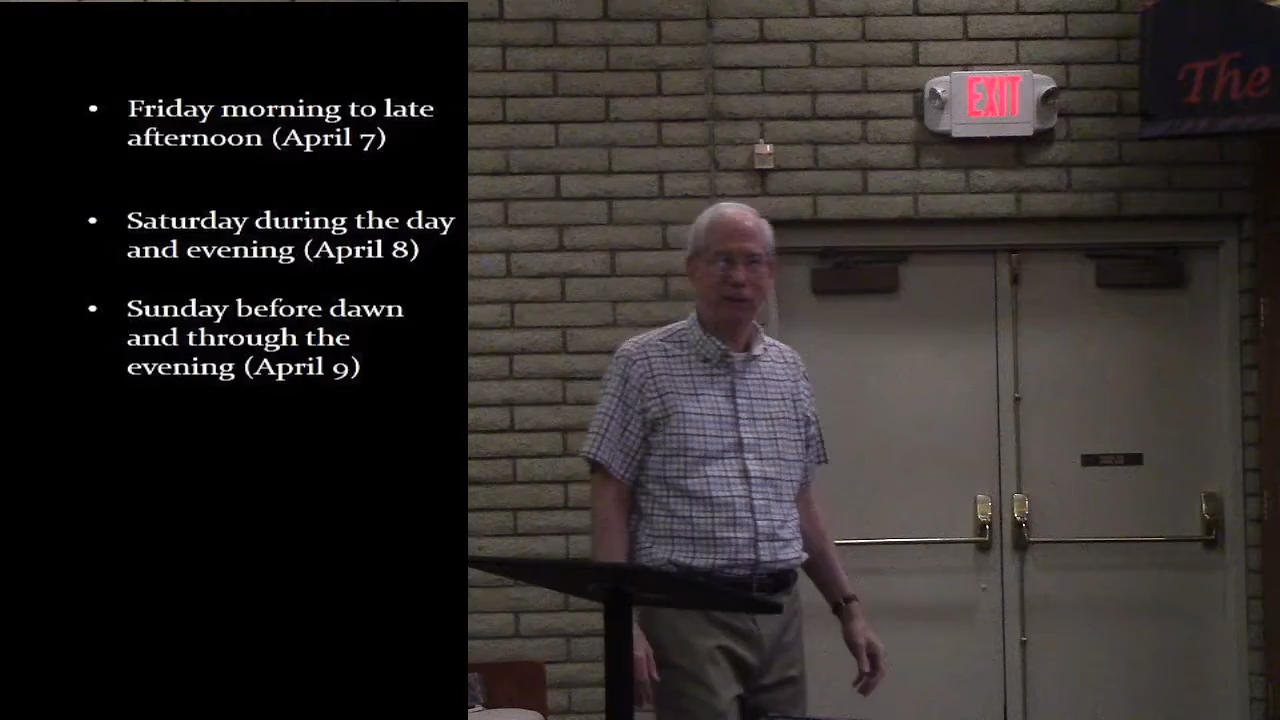 • Friday morning to late
afternoon (April 7)
• Saturday during the day
and evening (April 8)
• Sunday before dawn
and through the
evening (April 9)
EXIT
The